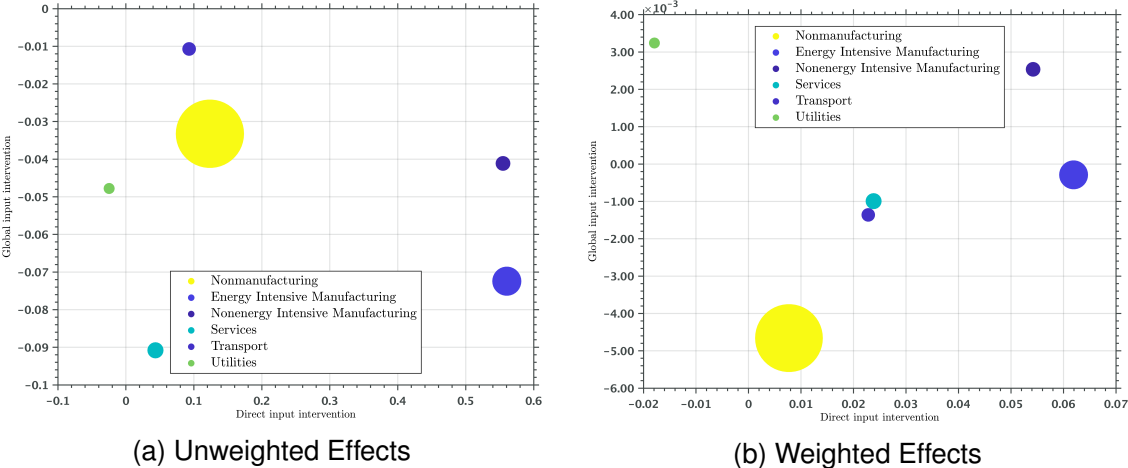 0
−0.01
−0.02
−0.03
−0.04
−0.05
−0.06
−0.07
−0.08
−0.09
−0.1
Global input intervention
−0.1 0 0.1 0.2 0.3 0.4 0.5 0.6
Direct input intervention
Nonmanufacturing
Energy Intensive Manufacturing
Nonenergy Intensive Manufacturing
Services
Transport
Utilities
(a) Unweighted Effects
×10⁻³
4.00
3.00
2.00
1.00
0.00
−1.00
−2.00
−3.00
−4.00
−5.00
−6.00
Global input intervention
−0.02 −0.01 0 0.01 0.02 0.03 0.04 0.05 0.06 0.07
Direct input intervention
Nonmanufacturing
Energy Intensive Manufacturing
Nonenergy Intensive Manufacturing
Services
Transport
Utilities
(b) Weighted Effects